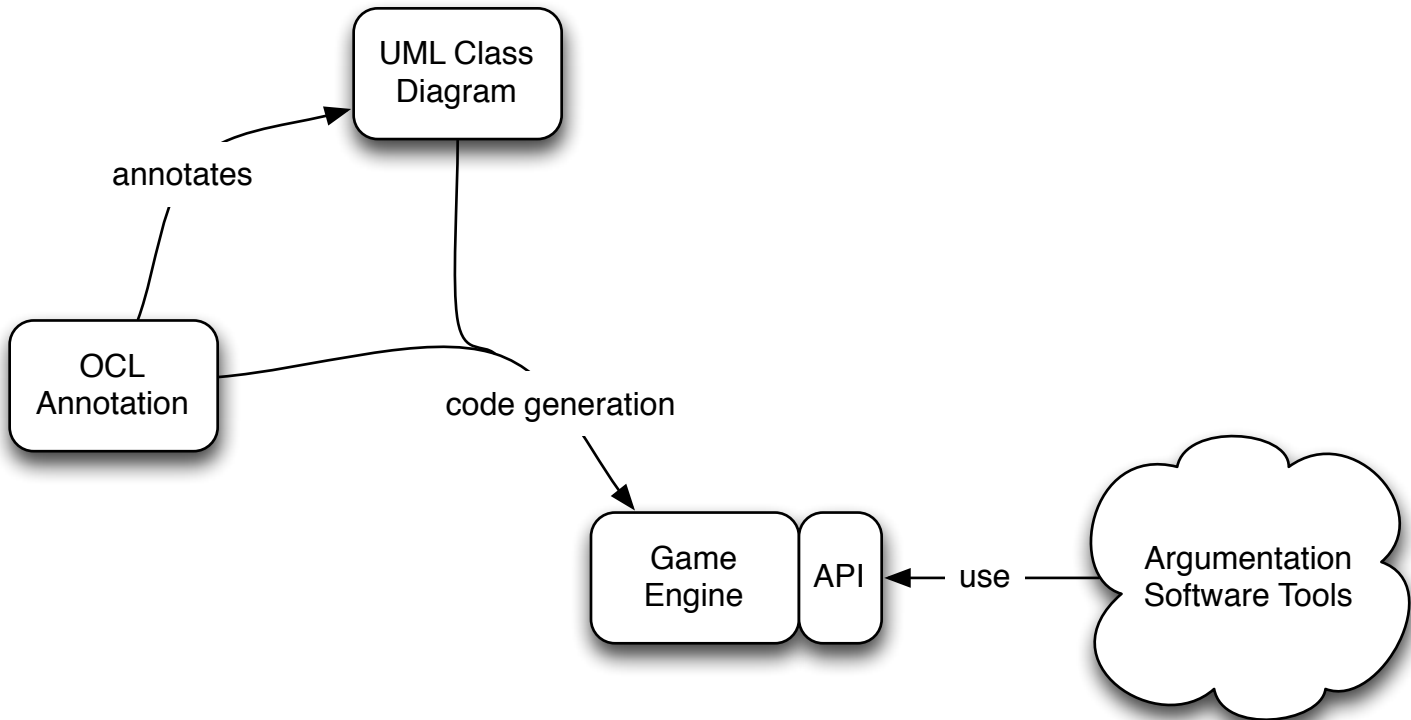 UML Class
Diagram
annotates
OCL
Annotation
code generation
Game
Engine
API
use
Argumentation
Software Tools